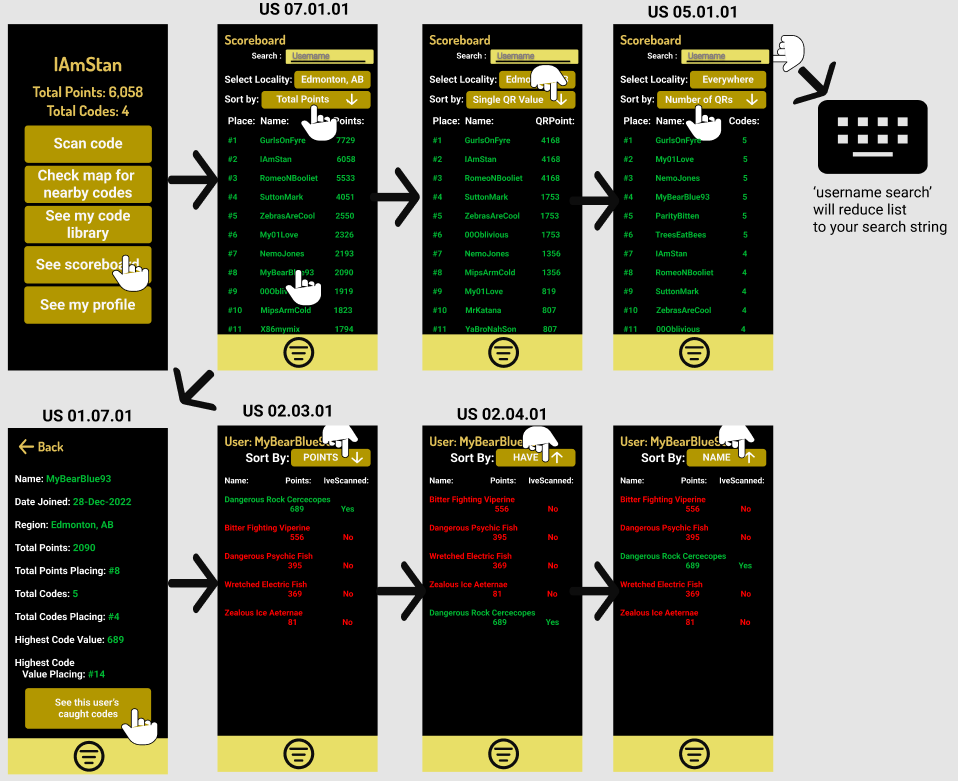 US 07.01.01
US 05.01.01
IAmStan
Total Points: 6,058
Total Codes: 4
Scan code
Check map for
nearby codes
See my code
library
See scoreboard
See my profile
Scoreboard
Search : Username
Select Locality: Edmonton, AB
Sort by: Total Points
Place: Name: Points:
#1 GurlsOnFyre 7729
#2 IAmStan 6058
#3 RomeoNBooliet 5533
#4 SuttonMark 4051
#5 ZebrasAreCool 2550
#6 My01Love 2326
#7 NemoJones 2193
#8 MyBearBlue93 2090
#9 00Oblivious 1919
#10 MipsArmCold 1823
#11 X86mymix 1794
Scoreboard
Search : Username
Select Locality: Edmo
Sort by: Single QR Value
Place: Name: QRPoint:
#1 GurlsOnFyre 4168
#2 IAmStan 4168
#3 RomeoNBooliet 4168
#4 SuttonMark 1753
#5 ZebrasAreCool 1753
#6 00Oblivious 1753
#7 NemoJones 1356
#8 MipsArmCold 1356
#9 My01Love 819
#10 MrKatana 807
#11 YaBroNahSon 807
Scoreboard
Search : Username
Select Locality: Everywhere
Sort by: Number of QRs
Place: Name: Codes:
#1 GurlsOnFyre 5
#2 My01Love 5
#3 NemoJones 5
#4 MyBearBlue93 5
#5 ParityBitten 5
#6 TreesEatBees 5
#7 IAmStan 4
#8 RomeoNBooliet 4
#9 SuttonMark 4
#10 ZebrasAreCool 4
#11 00Oblivious 4
'username search'
will reduce list
to your search string
US 01.07.01
US 02.03.01
US 02.04.01
Back
Name: MyBearBlue93
Date Joined: 28-Dec-2022
Region: Edmonton, AB
Total Points: 2090
Total Points Placing: #8
Total Codes: 5
Total Codes Placing: #4
Highest Code Value: 689
Highest Code
Value Placing: #14
See this user's
caught codes
User: MyBearBlue9
Sort By: POINTS
Name: Points: IveScanned:
Dangerous Rock Cercecopes
689 Yes
Bitter Fighting Viperine
556 No
Dangerous Psychic Fish
395 No
Wretched Electric Fish
369 No
Zealous Ice Aeternae
81 No
User: MyBearBlue
Sort By: HAVE
Name: Points: IveScanned:
Bitter Fighting Viperine
556 No
Dangerous Psychic Fish
395 No
Wretched Electric Fish
369 No
Zealous Ice Aeternae
81 No
Dangerous Rock Cercecopes
689 Yes
User: MyBearBlue9
Sort By: NAME
Name: Points: IveScanned:
Bitter Fighting Viperine
556 No
Dangerous Psychic Fish
395 No
Dangerous Rock Cercecopes
689 Yes
Wretched Electric Fish
369 No
Zealous Ice Aeternae
81 No